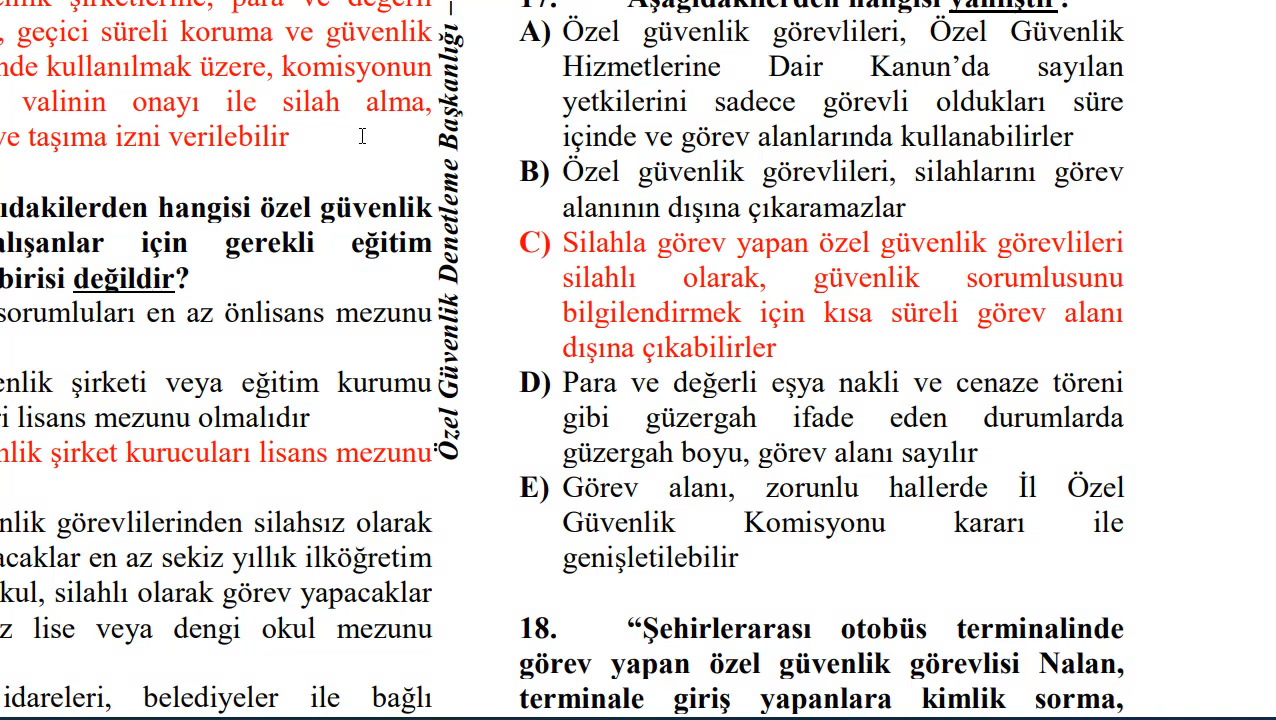 şirketlerine, para ve değerli
, geçici süreli koruma ve güvenlik
kullanılmak üzere, komisyonun
valinin onayı ile silah alma,
taşıma izni verilebilir
hangisi özel güvenlik
için gerekli eğitim
birisi değildir?
sorumluları en az önlisans mezunu
şirketi veya eğitim kurumu
lisans mezunu olmalıdır
şirket kurucuları lisans mezunu
görevlilerinden silahsız olarak
en az sekiz yıllık ilköğretim
silahlı olarak görev yapacaklar
lise veya dengi okul mezunu
idareleri, belediyeler ile bağlı
Özel Güvenlik Denetleme Başkanlığı –
17. Aşağıdakilerden hangisi yanlıştır?
A) Özel güvenlik görevlileri, Özel Güvenlik
Hizmetlerine Dair Kanun’da sayılan
yetkilerini sadece görevli oldukları süre
içinde ve görev alanlarında kullanabilirler
B) Özel güvenlik görevlileri, silahlarını görev
alanının dışına çıkaramazlar
C) Silahla görev yapan özel güvenlik görevlileri
silahlı olarak, güvenlik sorumlusunu
bilgilendirmek için kısa süreli görev alanı
dışına çıkabilirler
D) Para ve değerli eşya nakli ve cenaze töreni
gibi güzergah ifade eden durumlarda
güzergah boyu, görev alanı sayılır
E) Görev alanı, zorunlu hallerde İl Özel
Güvenlik Komisyonu kararı ile
genişletilebilir
18. “Şehirlerarası otobüs terminalinde
görev yapan özel güvenlik görevlisi Nalan,
terminale giriş yapanlara kimlik sorma,